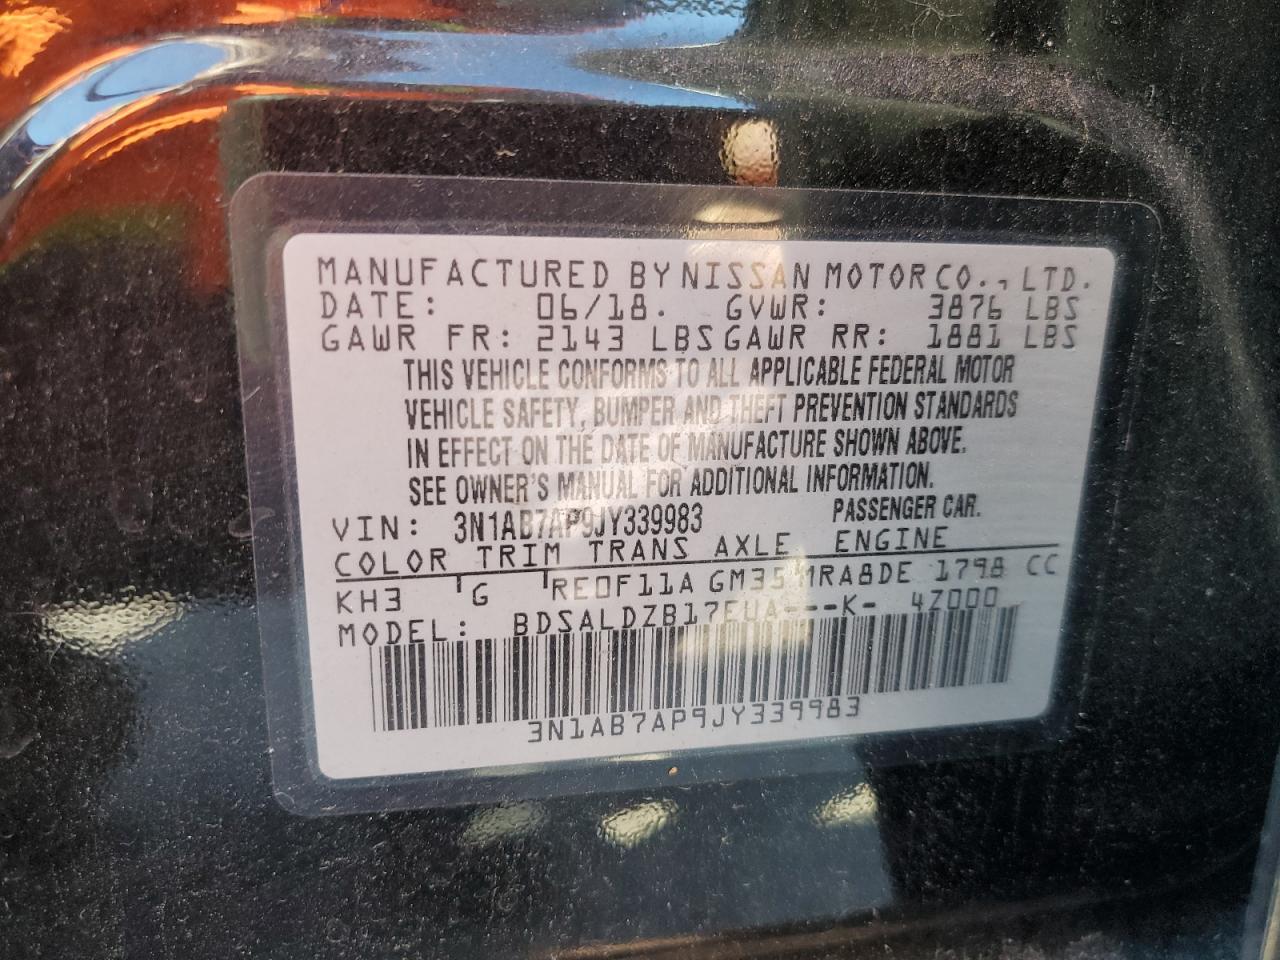 MANUFACTURED BY NISSAN MOTOR CO., LTD.
DATE: 06/18. GVWR: 3876 LBS
GAWR FR: 2143 LBS GAWR RR: 1881 LBS
THIS VEHICLE CONFORMS TO ALL APPLICABLE FEDERAL MOTOR
VEHICLE SAFETY, BUMPER AND THEFT PREVENTION STANDARDS
IN EFFECT ON THE DATE OF MANUFACTURE SHOWN ABOVE.
SEE OWNER'S MANUAL FOR ADDITIONAL INFORMATION.
VIN: 3N1AB7AP9JY339983 PASSENGER CAR.
COLOR TRIM TRANS AXLE ENGINE
KH3 G RE0F11A GM35 MRA8DE 1798 CC
MODEL: BDSALDZB17EUA---K- 4Z000
3N1AB7AP9JY339983